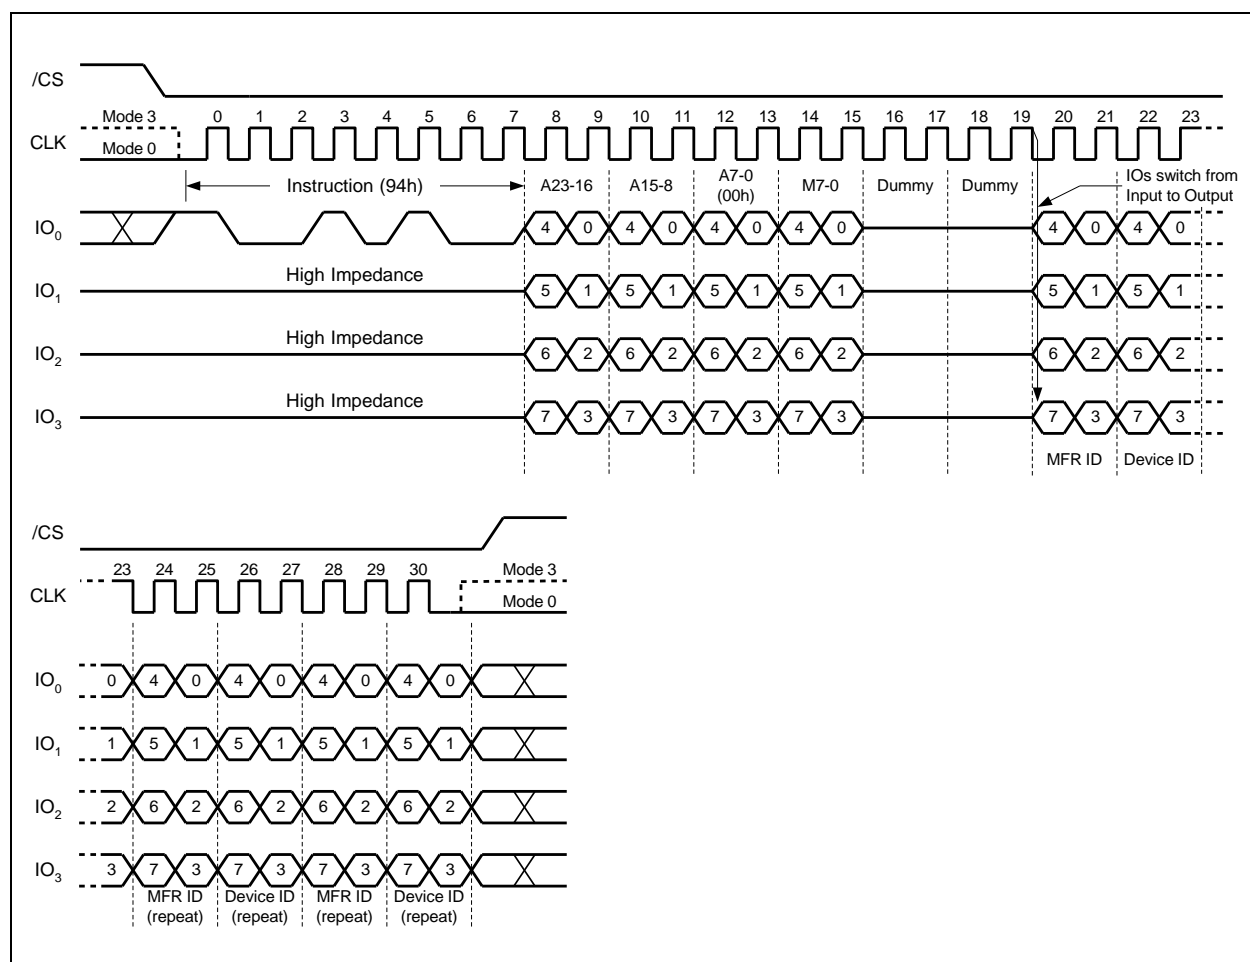 /CS
Mode 3 0 1 2 3 4 5 6 7 8 9 10 11 12 13 14 15 16 17 18 19 20 21 22 23
CLK
Mode 0
Instruction (94h) A23-16 A15-8 A7-0 (00h) M7-0 Dummy Dummy
IOs switch from
Input to Output
IO0 4 0 4 0 4 0 4 0 4 0 4 0
High Impedance
IO1 5 1 5 1 5 1 5 1 5 1 5 1
High Impedance
IO2 6 2 6 2 6 2 6 2 6 2 6 2
High Impedance
IO3 7 3 7 3 7 3 7 3 7 3 7 3
MFR ID Device ID
/CS
23 24 25 26 27 28 29 30 Mode 3
CLK
Mode 0
IO0 0 4 0 4 0 4 0 4 0
IO1 1 5 1 5 1 5 1 5 1
IO2 2 6 2 6 2 6 2 6 2
IO3 3 7 3 7 3 7 3 7 3
MFR ID Device ID MFR ID Device ID
(repeat) (repeat) (repeat) (repeat)